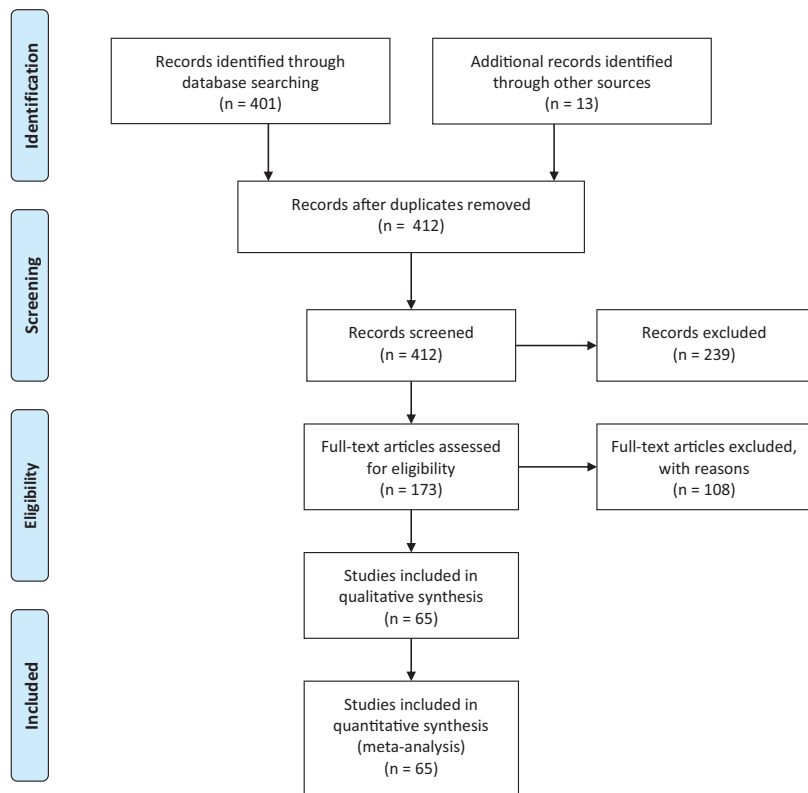 Identification
Records identified through
database searching
(n = 401)
Additional records identified
through other sources
(n = 13)
Records after duplicates removed
(n = 412)
Screening
Records screened
(n = 412)
Records excluded
(n = 239)
Eligibility
Full-text articles assessed
for eligibility
(n = 173)
Full-text articles excluded,
with reasons
(n = 108)
Studies included in
qualitative synthesis
(n = 65)
Included
Studies included in
quantitative synthesis
(meta-analysis)
(n = 65)